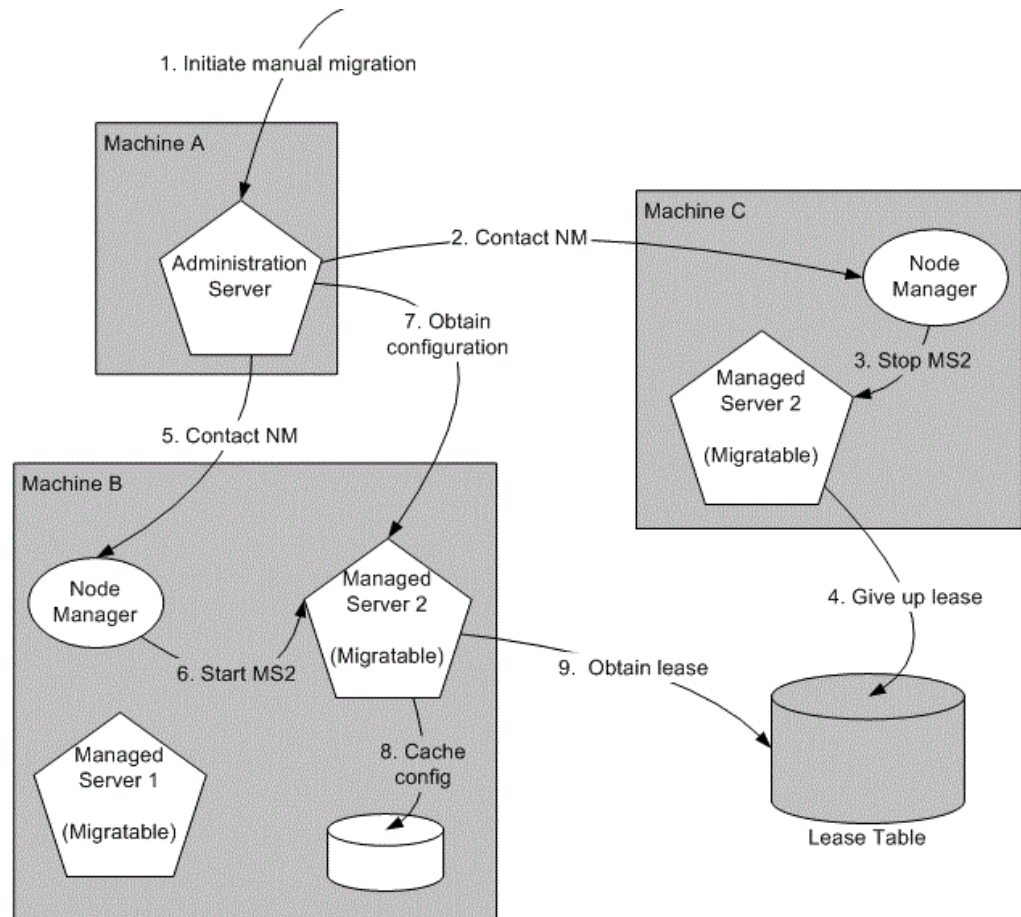 1. Initiate manual migration
Machine A
Administration
Server
2. Contact NM
Machine C
Node
Manager
3. Stop MS2
Managed
Server 2
(Migratable)
7. Obtain
configuration
5. Contact NM
Machine B
Node
Manager
6. Start MS2
Managed
Server 2
(Migratable)
4. Give up lease
9. Obtain lease
Managed
Server 1
(Migratable)
8. Cache
config
Lease Table